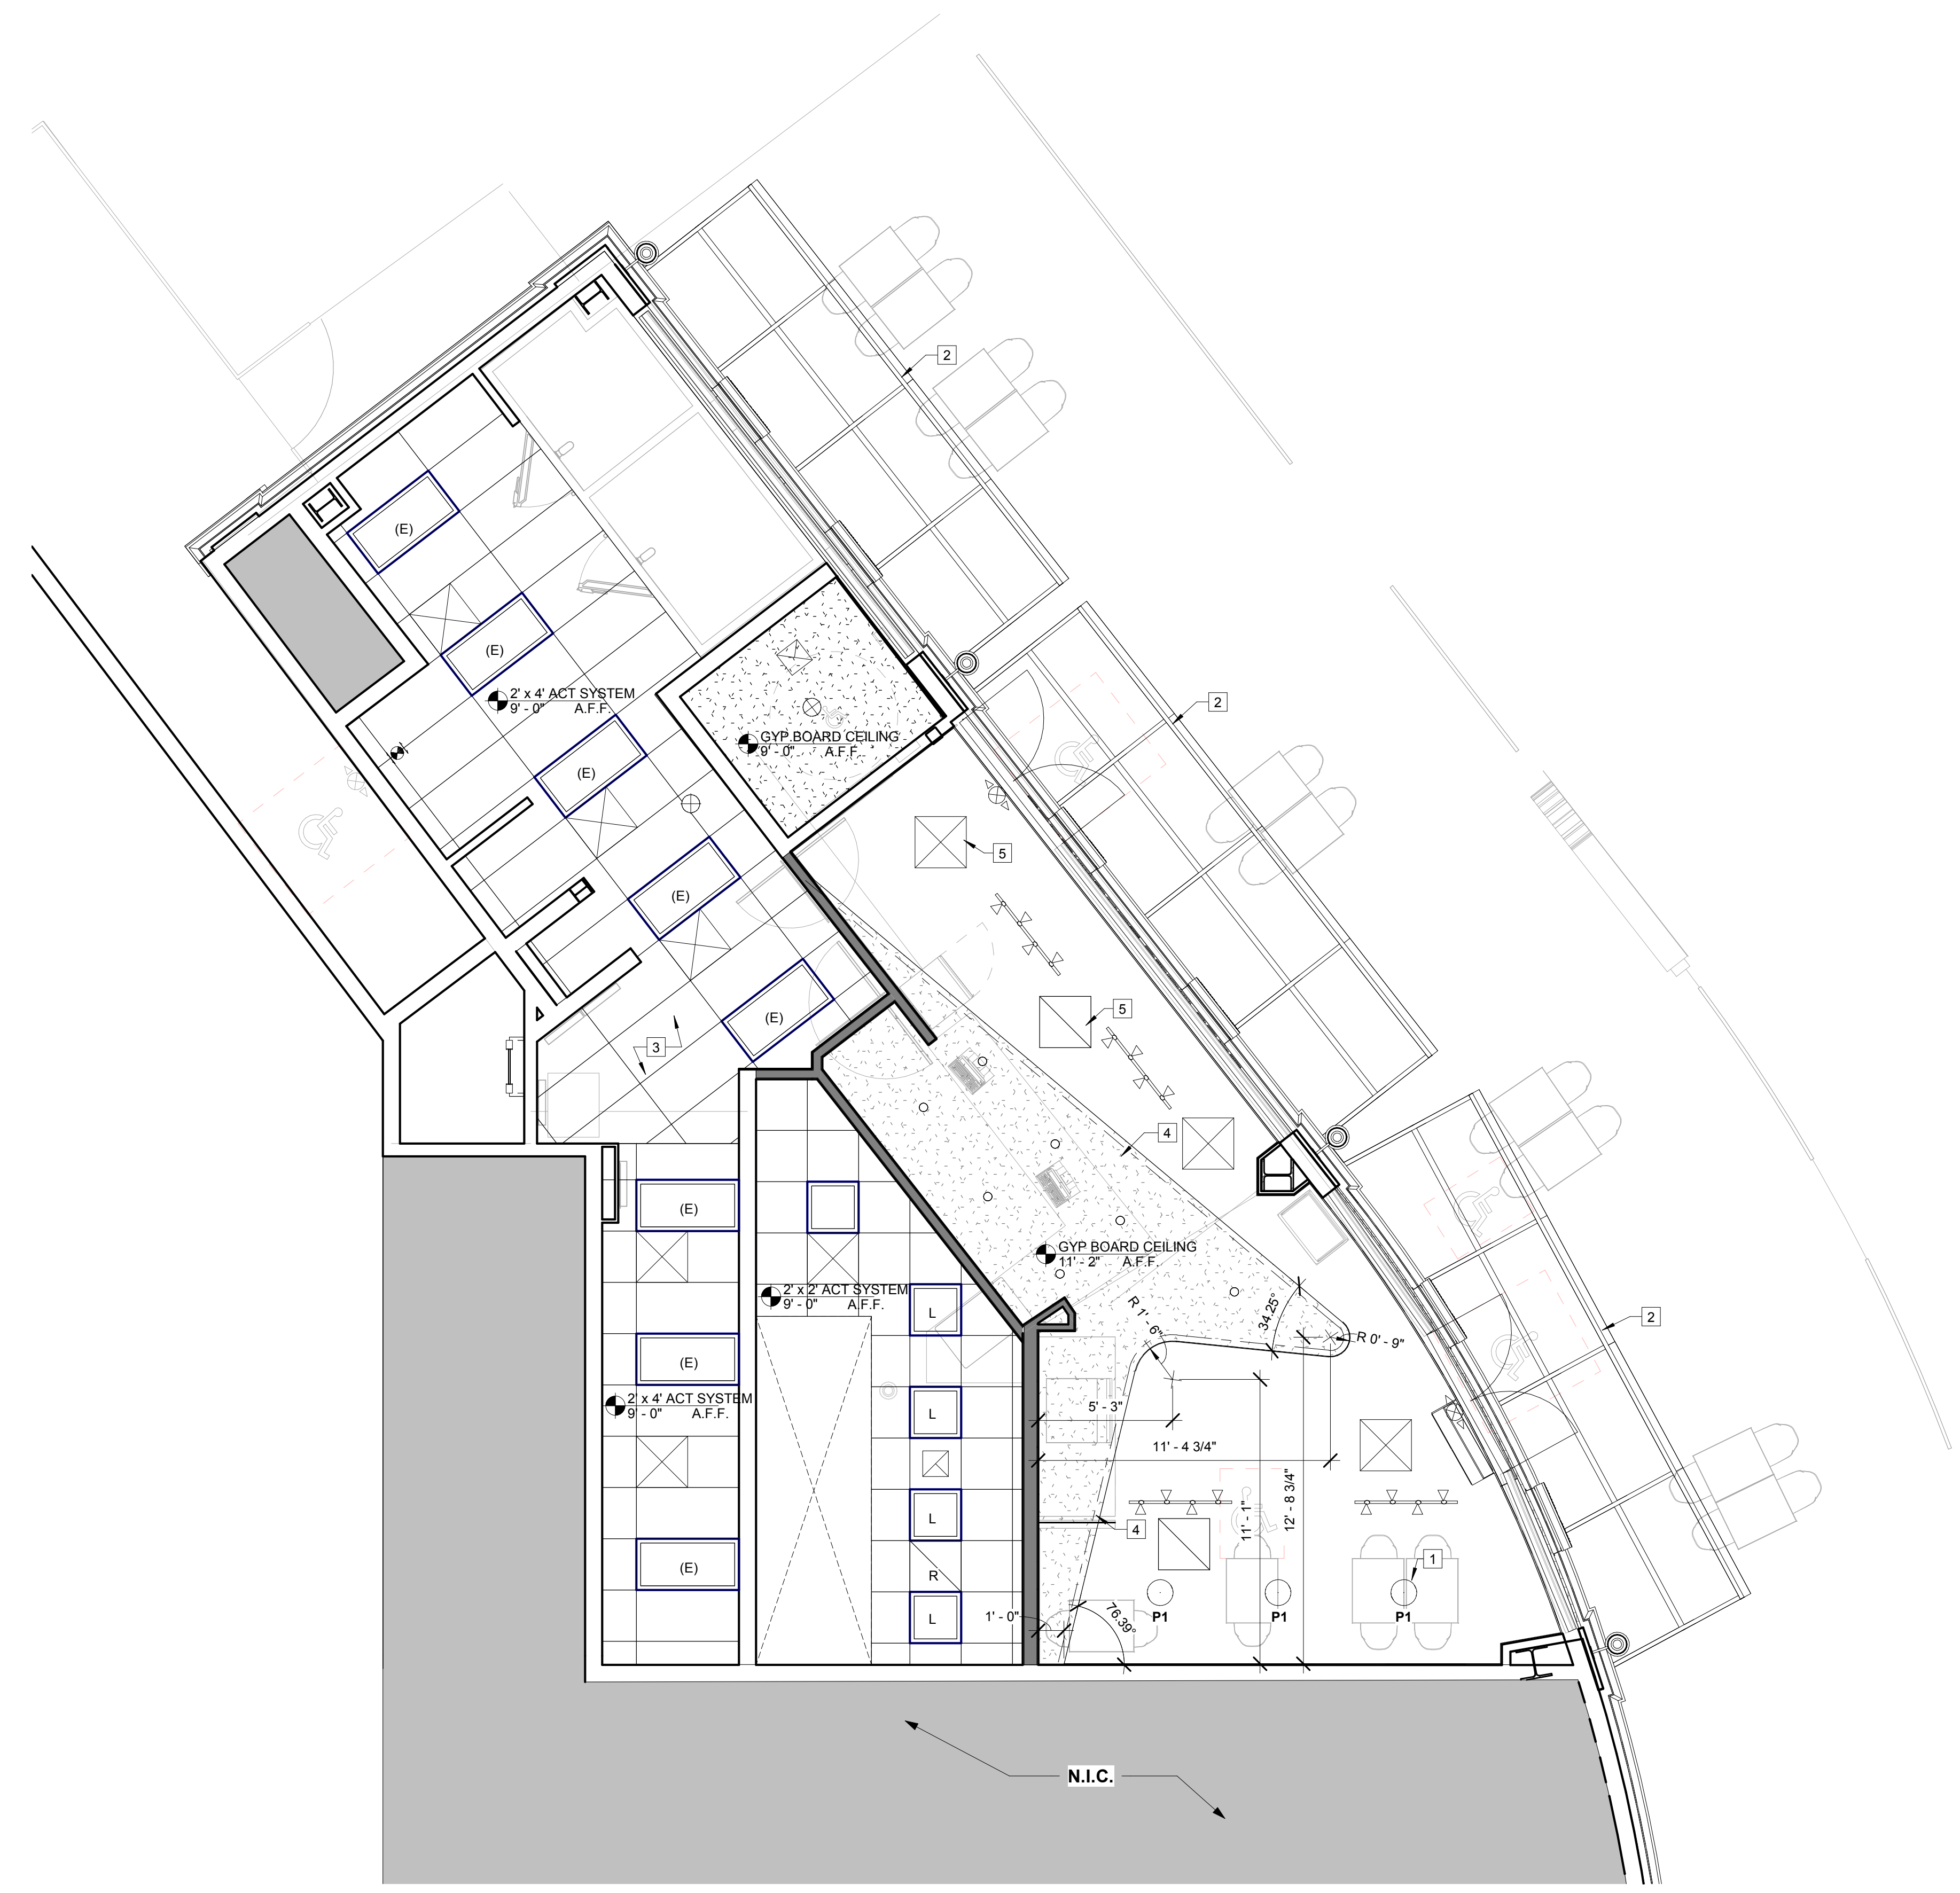 2
(E)
(E)
2' x 4' ACT SYSTEM
9' - 0" A.F.F.
2
GYP BOARD CEILING
9' - 0" A.F.F.
(E)
5
(E)
5
(E)
3
4
(E)
GYP BOARD CEILING
11' - 2" A.F.F.
2' x 2' ACT SYSTEM
9' - 0" A.F.F.
L
R 1' - 6"
34.25°
R 0' - 9"
2
(E)
2' x 4' ACT SYSTEM
9' - 0" A.F.F.
L
5' - 3"
11' - 4 3/4"
11' - 1"
12' - 8 3/4"
L
4
1
(E)
R
L
1' - 0"
76.39°
P1
P1
P1
N.I.C.